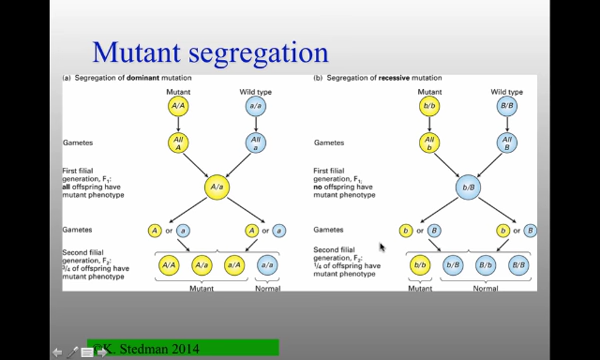 Mutant segregation
(a) Segregation of dominant mutation
Mutant
Wild type
A/A
a/a
Gametes
All
A
All
a
First filial
generation, F₁:
all offspring have
mutant phenotype
A/a
Gametes
A or a
A or a
Second filial
generation, F₂:
3/4 of offspring have
mutant phenotype
A/A
A/a
a/A
a/a
Mutant
Normal
(b) Segregation of recessive mutation
Mutant
Wild type
b/b
B/B
Gametes
All
b
All
B
First filial
generation, F₁,
no offspring have
mutant phenotype
b/B
Gametes
b or B
b or B
Second filial
generation, F₂:
1/4 of offspring have
mutant phenotype
b/b
b/B
B/b
B/B
Mutant
Normal
©K. Stedman 2014